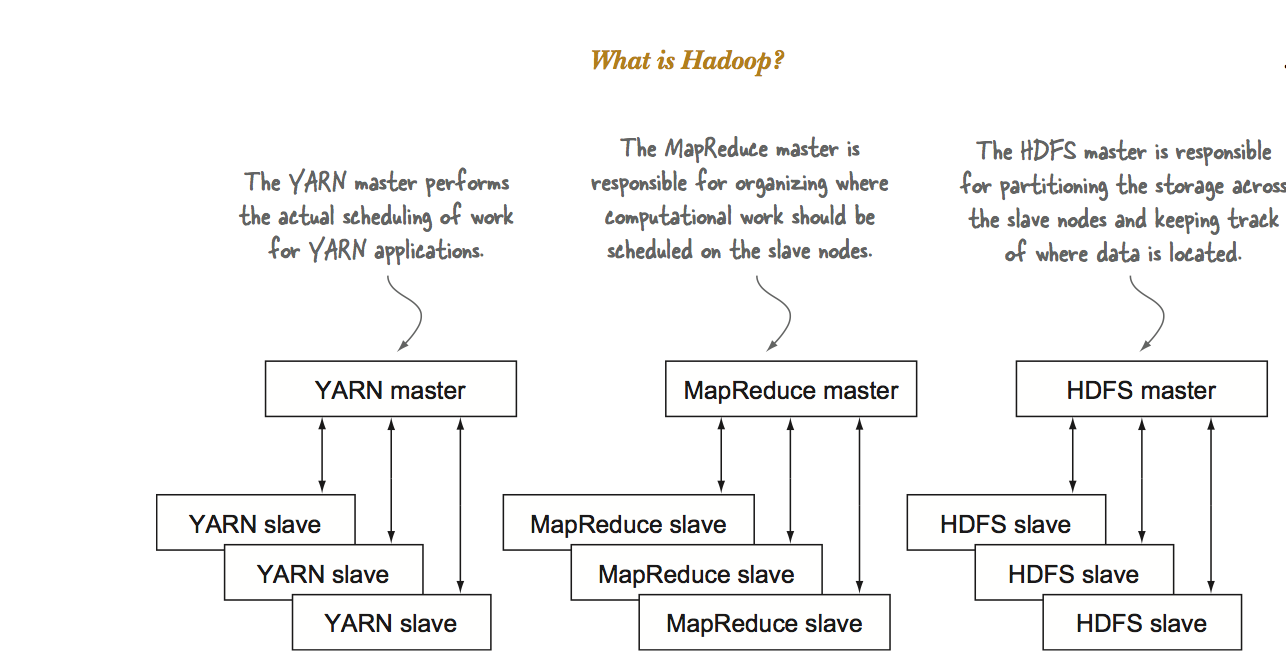 What is Hadoop?
The YARN master performs
the actual scheduling of work
for YARN applications.
The MapReduce master is
responsible for organizing where
computational work should be
scheduled on the slave nodes.
The HDFS master is responsible
for partitioning the storage across
the slave nodes and keeping track
of where data is located.
YARN master
MapReduce master
HDFS master
YARN slave
YARN slave
YARN slave
MapReduce slave
MapReduce slave
MapReduce slave
HDFS slave
HDFS slave
HDFS slave